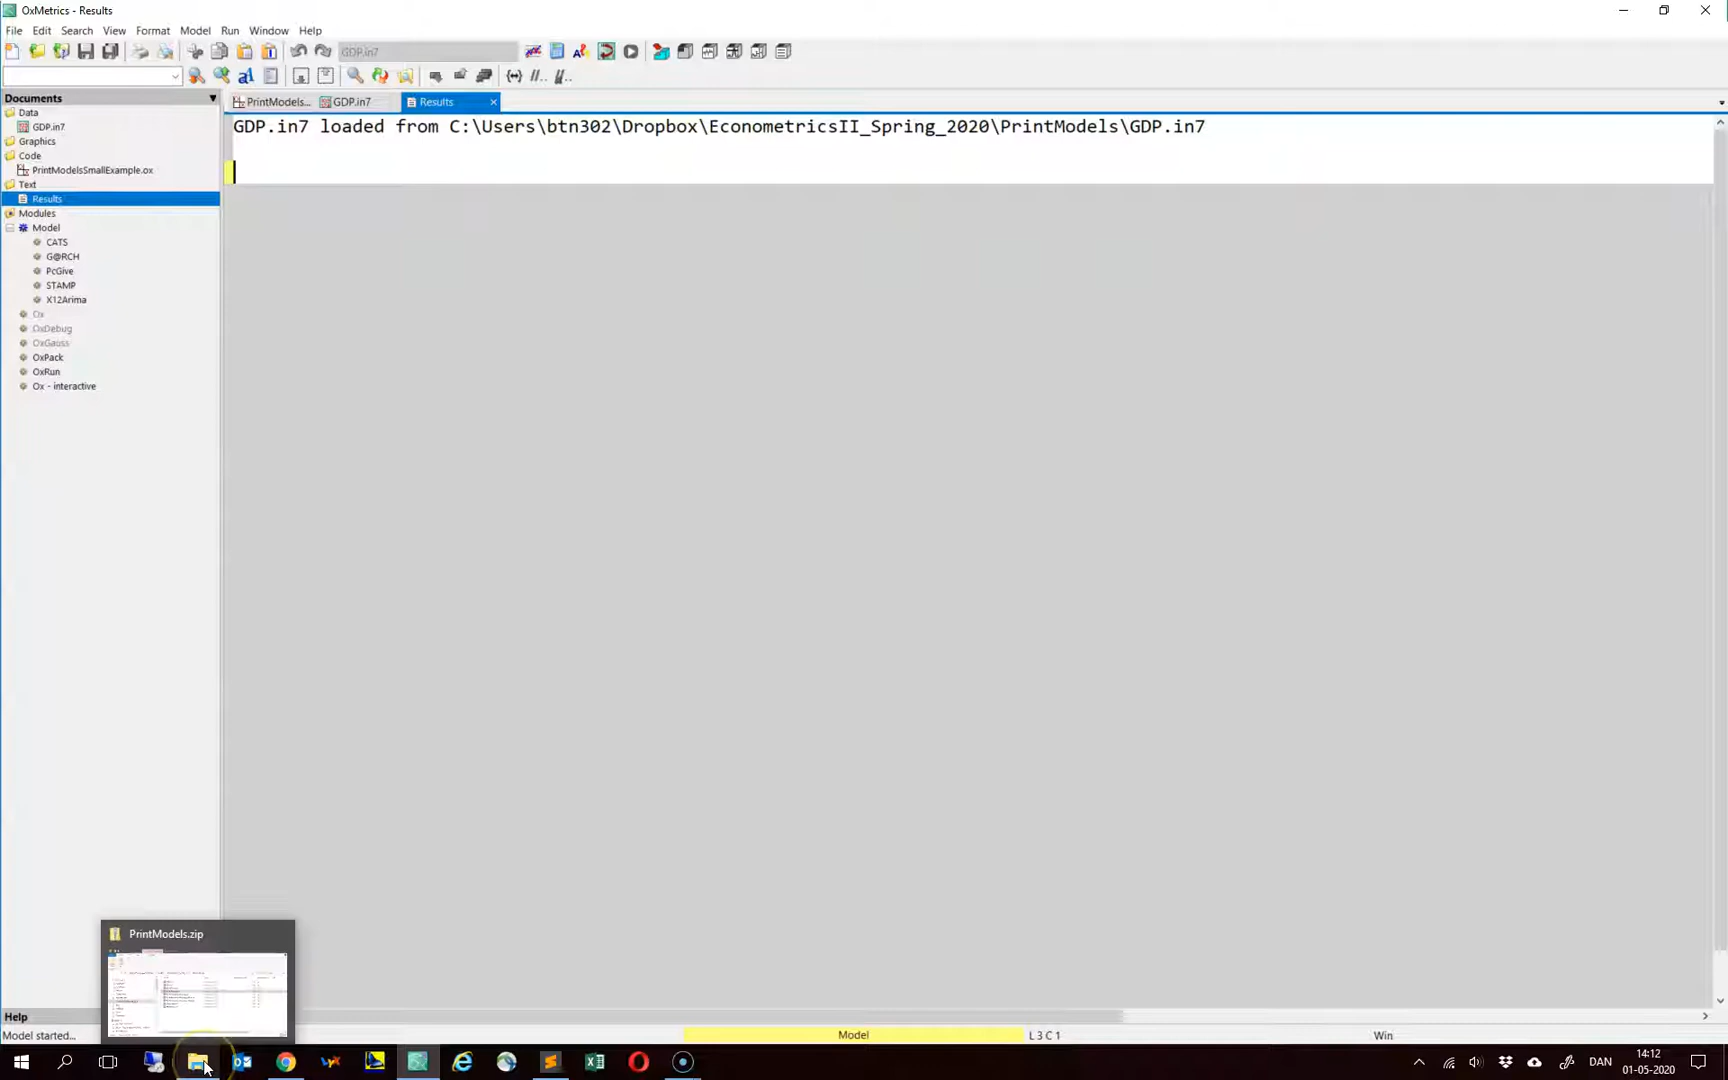 OxMetrics - Results
File Edit Search View Format Model Run Window Help
GDP.in7
Documents
Data
GDP.in7
Graphics
Code
PrintModelsSmallExample.ox
Text
Results
Modules
Model
CATS
G@RCH
PcGive
STAMP
X12Arima
Ox
OxDebug
OxGauss
OxPack
OxRun
Ox - interactive
PrintModels... GDP.in7 Results
GDP.in7 loaded from C:\Users\btn302\Dropbox\EconometricsII_Spring_2020\PrintModels\GDP.in7
PrintModels.zip
Help
Model started... Model L 3 C 1 Win
DAN
14:12
01-05-2020